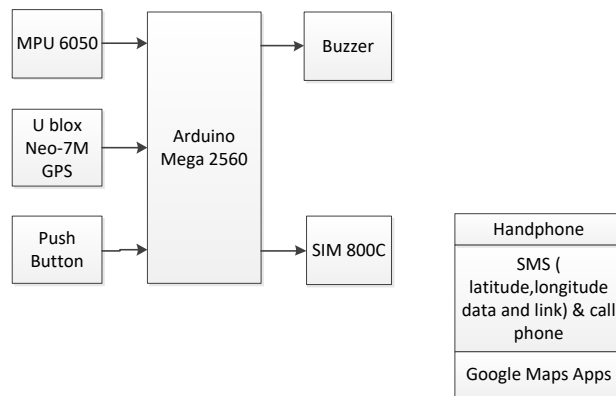 MPU 6050
Buzzer
U blox
Neo-7M
GPS
Arduino
Mega 2560
Push
Button
SIM 800C
Handphone
SMS (
latitude,longitude
data and link) & call
phone
Google Maps Apps